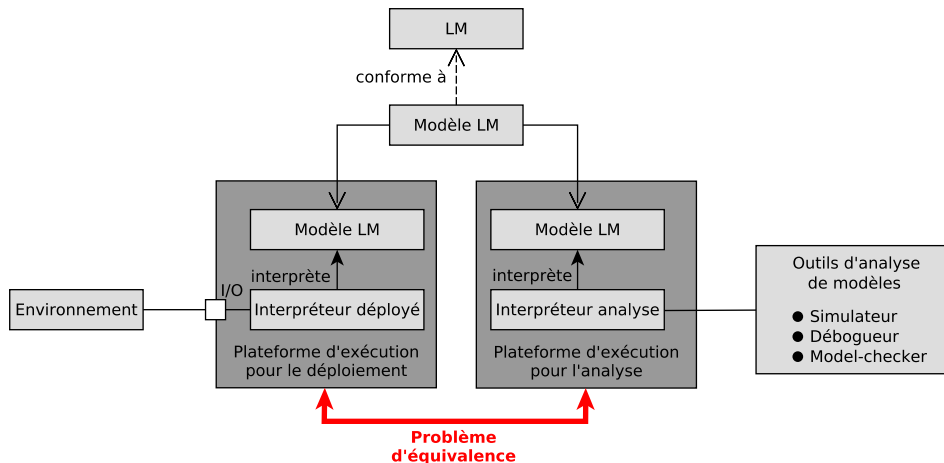 LM
conforme à
Modèle LM
Modèle LM
interprète
I/O
Environnement
Interpréteur déployé
Plateforme d'exécution
pour le déploiement
Modèle LM
interprète
Interpréteur analyse
Plateforme d'exécution
pour l'analyse
Outils d'analyse
de modèles
● Simulateur
● Débogueur
● Model-checker
Problème
d'équivalence